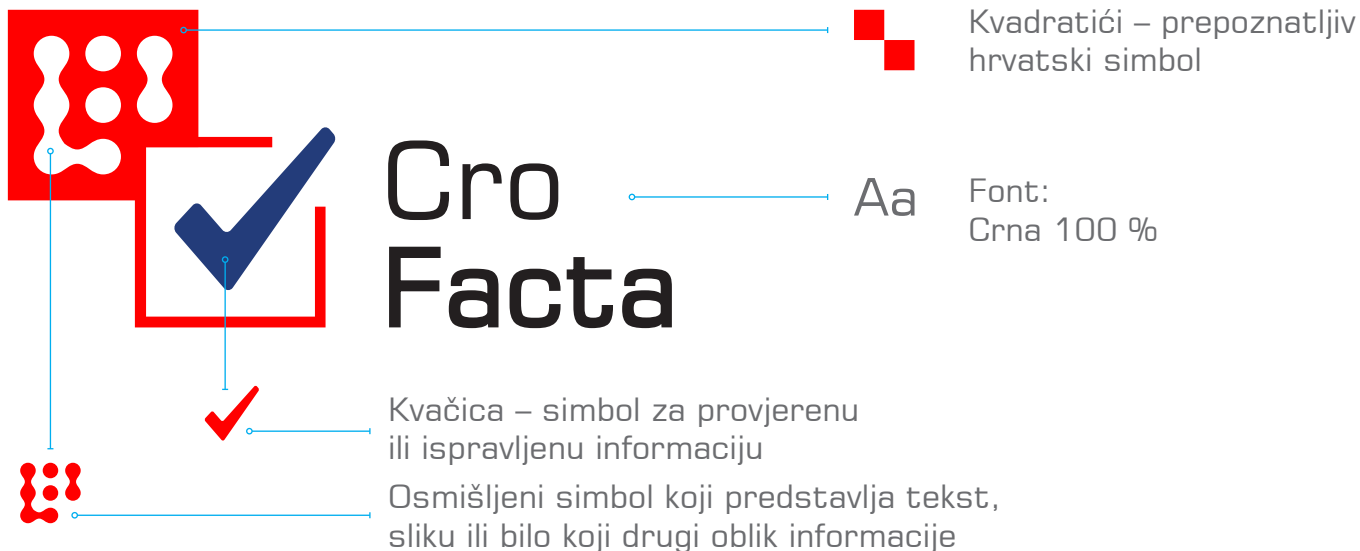 Kvadratići – prepoznatljiv
hrvatski simbol
Cro
Facta
Aa
Font:
Crna 100 %
Kvačica – simbol za provjerenu
ili ispravljenu informaciju
Osmišljeni simbol koji predstavlja tekst,
sliku ili bilo koji drugi oblik informacije